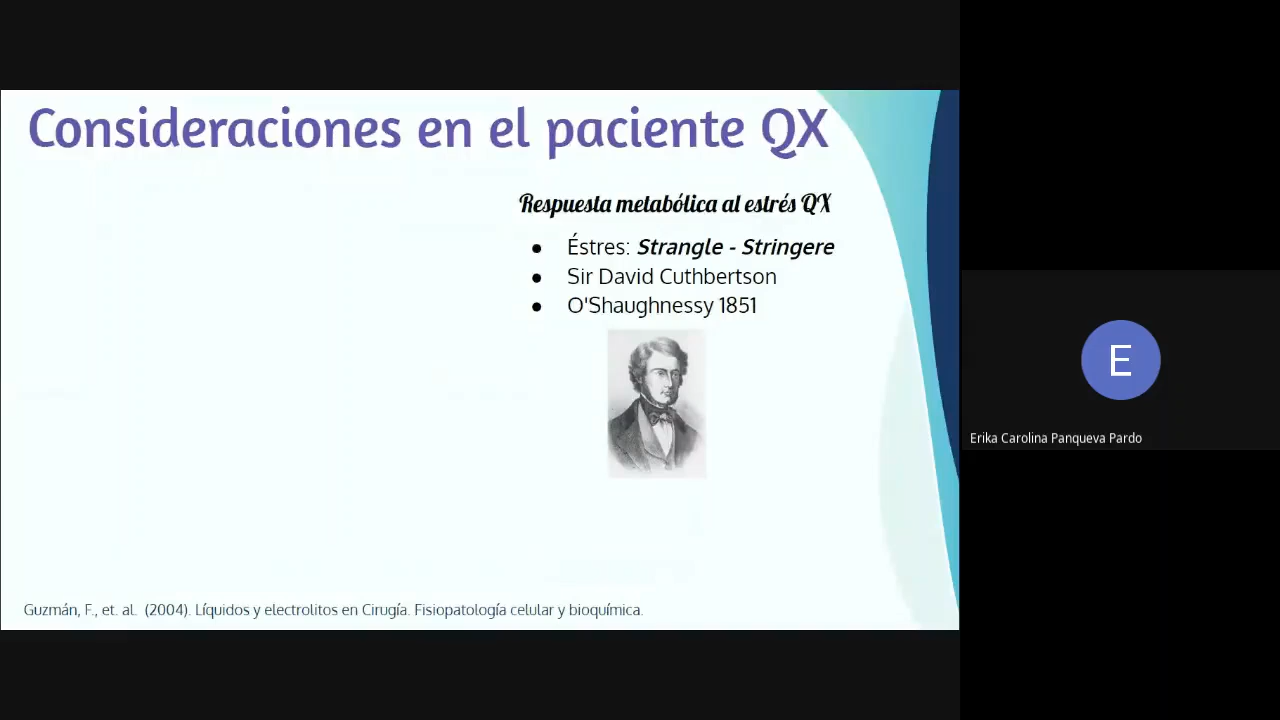 Consideraciones en el paciente QX
Respuesta metabólica al estrés QX
● Éstres: Strangle - Stringere
● Sir David Cuthbertson
● O'Shaughnessy 1851
Guzmán, F., et. al. (2004). Líquidos y electrolitos en Cirugía. Fisiopatología celular y bioquímica.
E
Erika Carolina Panqueva Pardo